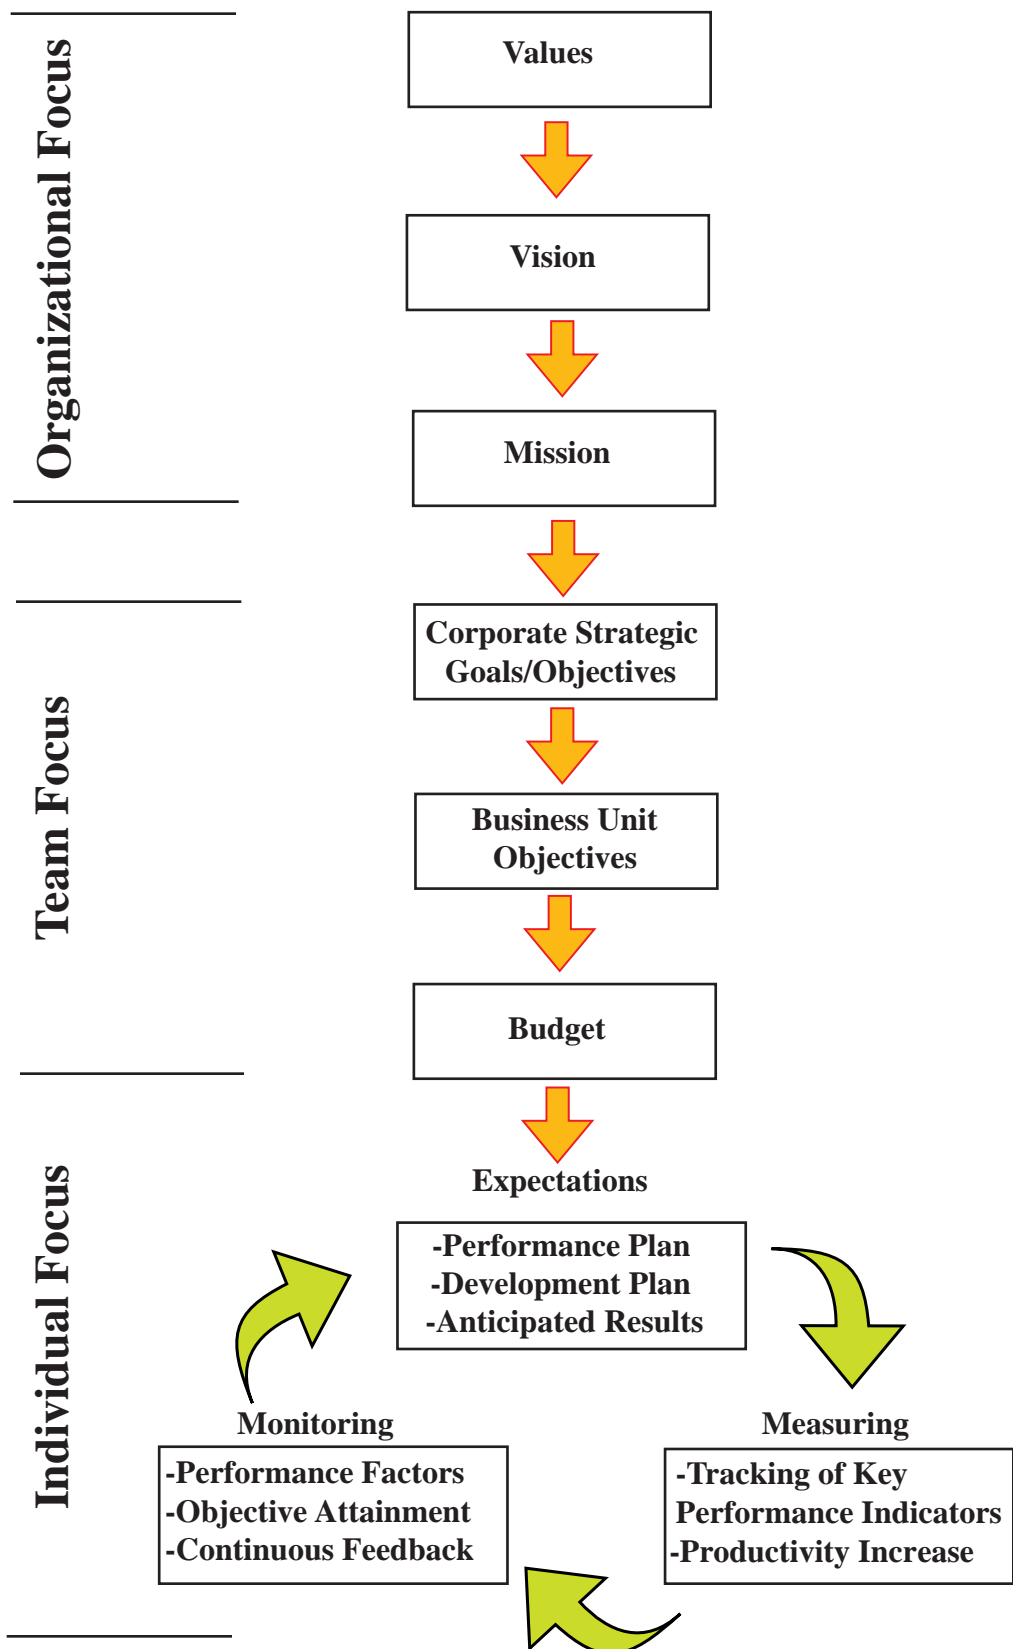 Organizational Focus
Values
Vision
Mission
Team Focus
Corporate Strategic
Goals/Objectives
Business Unit
Objectives
Budget
Individual Focus
Expectations
-Performance Plan
-Development Plan
-Anticipated Results
Monitoring
-Performance Factors
-Objective Attainment
-Continuous Feedback
Measuring
-Tracking of Key
Performance Indicators
-Productivity Increase